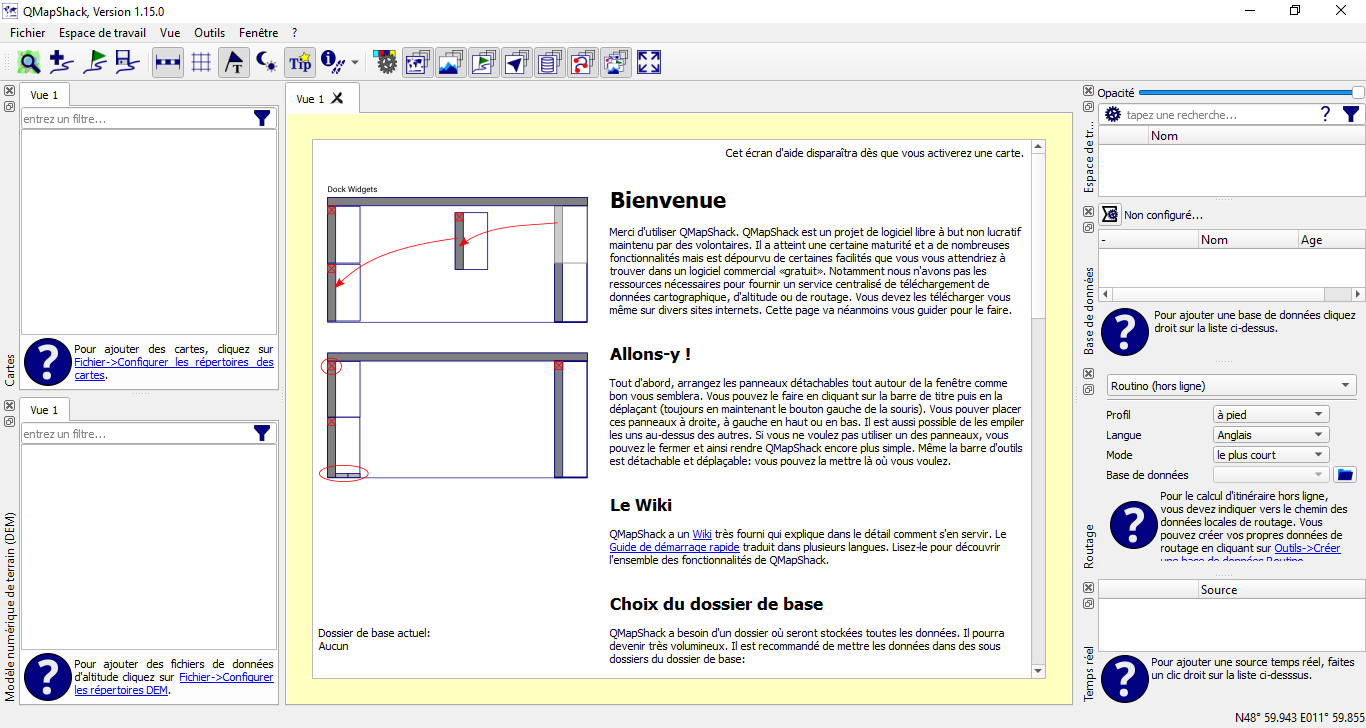 QMapShack, Version 1.15.0
Fichier Espace de travail Vue Outils Fenêtre ?
Tip
Vue 1
entrez un filtre...
Cartes
Pour ajouter des cartes, cliquez sur
Fichier->Configurer les répertoires des
cartes.
Vue 1
entrez un filtre...
Modèle numérique de terrain (DEM)
Pour ajouter des fichiers de données
d'altitude cliquez sur Fichier->Configurer
les répertoires DEM.
Vue 1
Cet écran d'aide disparaîtra dès que vous activerez une carte.
Dock Widgets
Bienvenue
Merci d'utiliser QMapShack. QMapShack est un projet de logiciel libre à but non lucratif
maintenu par des volontaires. Il a atteint une certaine maturité et a de nombreuses
fonctionnalités mais est dépourvu de certaines facilités que vous vous attendriez à
trouver dans un logiciel commercial «gratuit». Notamment nous n'avons pas les
ressources nécessaires pour fournir un service centralisé de téléchargement de
données cartographique, d'altitude ou de routage. Vous devez les télécharger vous
même sur divers sites internets. Cette page va néanmoins vous guider pour le faire.
Allons-y !
Tout d'abord, arrangez les panneaux détachables tout autour de la fenêtre comme
bon vous semblera. Vous pouvez le faire en cliquant sur la barre de titre puis en la
déplaçant (toujours en maintenant le bouton gauche de la souris). Vous pouver placer
ces panneaux à droite, à gauche en haut ou en bas. Il est aussi possible de les empiler
les uns au-dessus des autres. Si vous ne voulez pas utiliser un des panneaux, vous
pouvez le fermer et ainsi rendre QMapShack encore plus simple. Même la barre d'outils
est détachable et déplaçable: vous pouvez la mettre là où vous voulez.
Le Wiki
QMapShack a un Wiki très fourni qui explique dans le détail comment s'en servir. Le
Guide de démarrage rapide traduit dans plusieurs langues. Lisez-le pour découvrir
l'ensemble des fonctionnalités de QMapShack.
Choix du dossier de base
Dossier de base actuel:
Aucun
QMapShack a besoin d'un dossier où seront stockées toutes les données. Il pourra
devenir très volumineux. Il est recommandé de mettre les données dans des sous
dossiers du dossier de base:
Opacité
tapez une recherche...
Nom
Espace de tr...
Non configuré...
- Nom Age
Base de données
Pour ajouter une base de données cliquez
droit sur la liste ci-dessus.
Routino (hors ligne)
Profil à pied
Langue Anglais
Mode le plus court
Base de données
Routage
Pour le calcul d'itinéraire hors ligne,
vous devez indiquer vers le chemin des
données locales de routage. Vous
pouvez créer vos propres données de
routage en cliquant sur Outils->Créer
une base de données Routino.
Source
Temps réel
Pour ajouter une source temps réel, faites
un clic droit sur la liste ci-desssus.
N48° 59.943 E011° 59.855